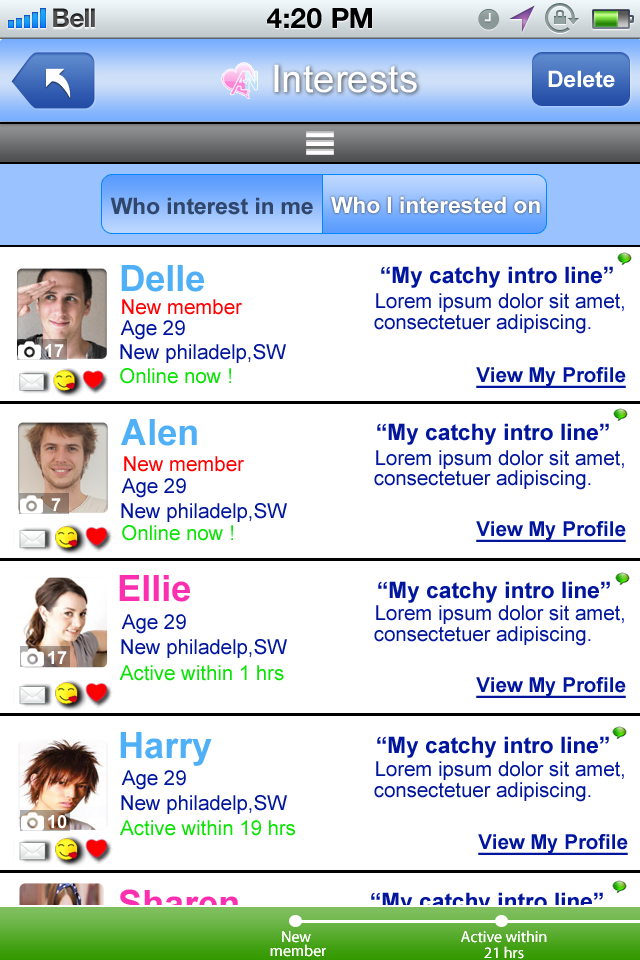 Bell 4:20 PM
AN Interests Delete
Who interest in me Who I interested on
Delle
New member
Age 29
New philadelp,SW
Online now !
17
“My catchy intro line”
Lorem ipsum dolor sit amet,
consectetuer adipiscing.
View My Profile
Alen
New member
Age 29
New philadelp,SW
Online now !
7
“My catchy intro line”
Lorem ipsum dolor sit amet,
consectetuer adipiscing.
View My Profile
Ellie
Age 29
New philadelp,SW
Active within 1 hrs
17
“My catchy intro line”
Lorem ipsum dolor sit amet,
consectetuer adipiscing.
View My Profile
Harry
Age 29
New philadelp,SW
Active within 19 hrs
10
“My catchy intro line”
Lorem ipsum dolor sit amet,
consectetuer adipiscing.
View My Profile
Sharon
“My catchy intro line”
New
member
Active within
21 hrs